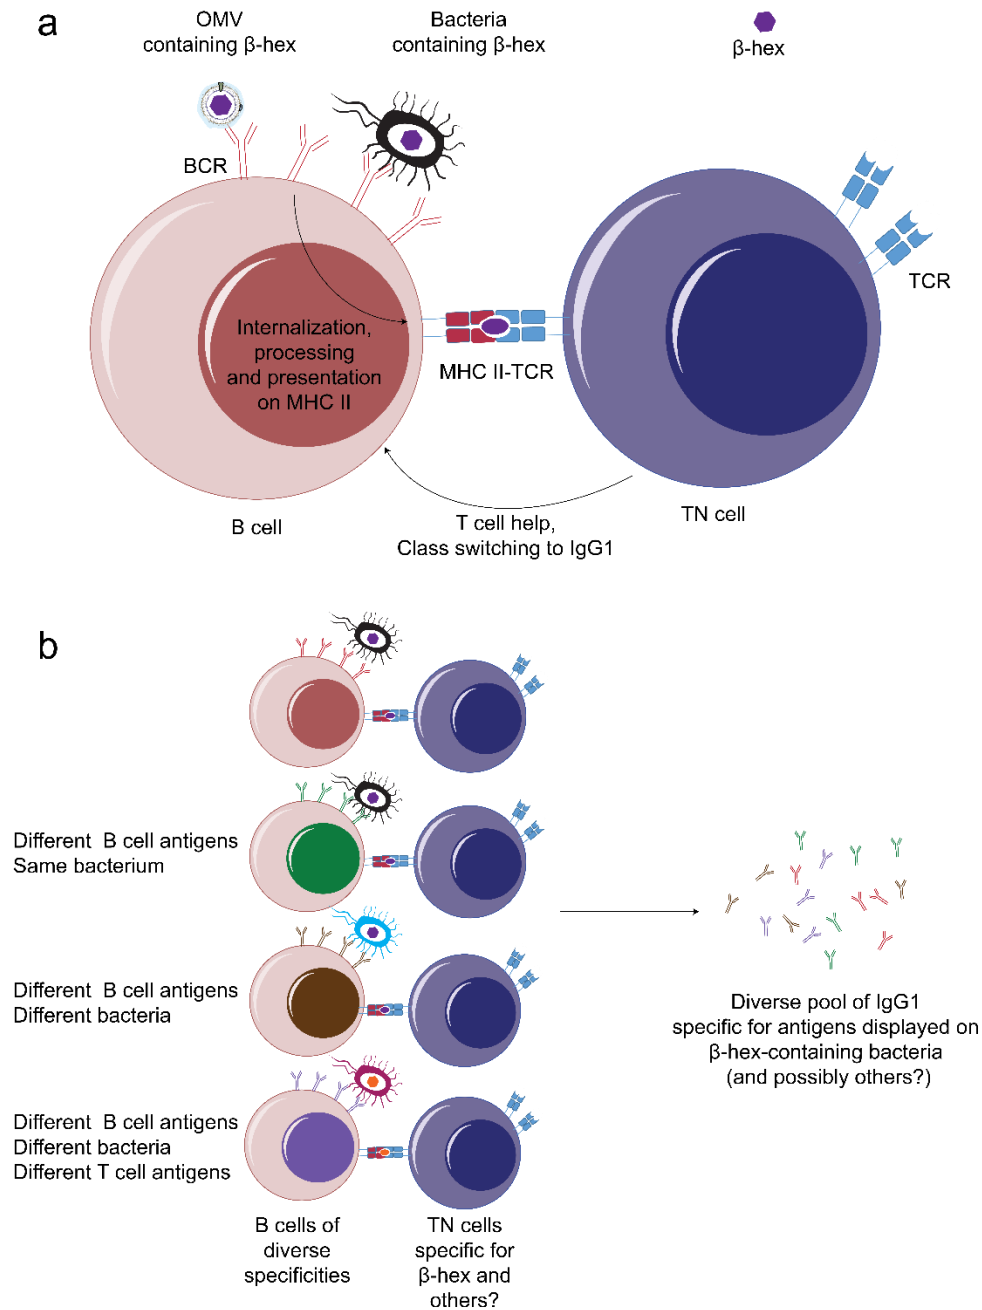 a
OMV
containing β-hex
Bacteria
containing β-hex
β-hex
BCR
TCR
Internalization,
processing
and presentation
on MHC II
MHC II-TCR
B cell
T cell help,
Class switching to IgG1
TN cell
b
Different B cell antigens
Same bacterium
Different B cell antigens
Different bacteria
Different B cell antigens
Different bacteria
Different T cell antigens
B cells of
diverse
specificities
TN cells
specific for
β-hex and
others?
Diverse pool of IgG1
specific for antigens displayed on
β-hex-containing bacteria
(and possibly others?)